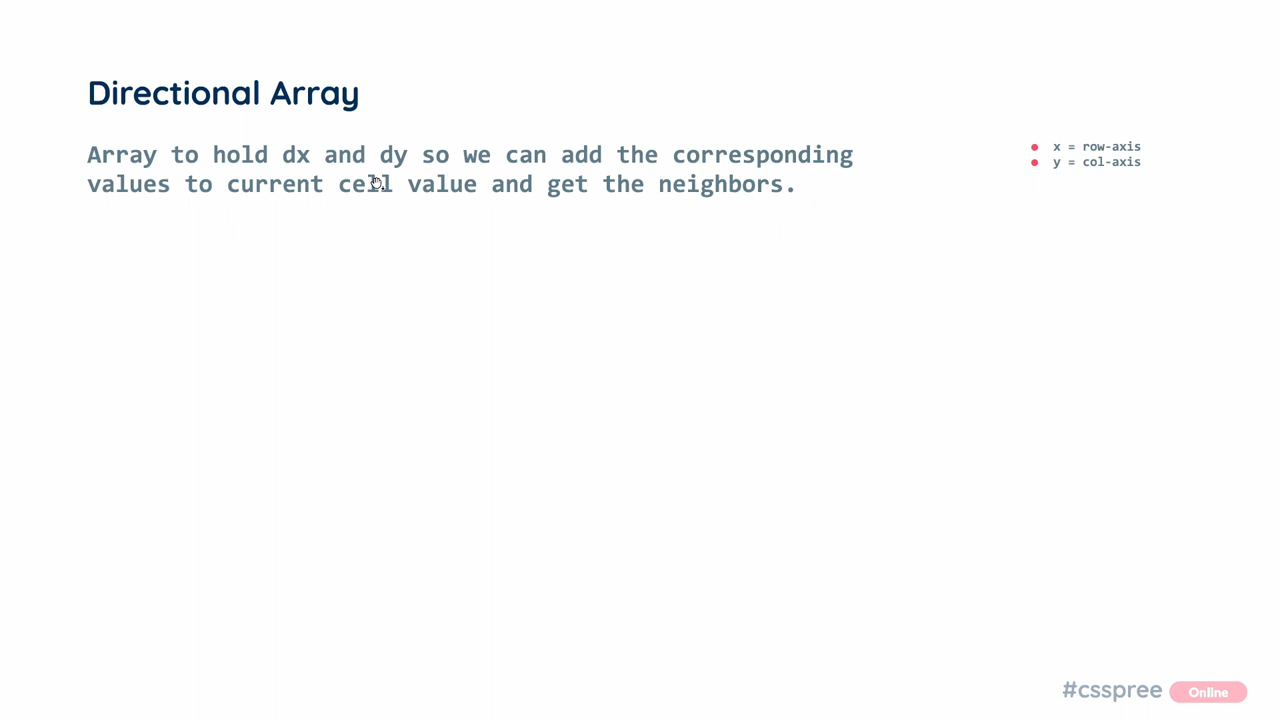 Directional Array
Array to hold dx and dy so we can add the corresponding
values to current cell value and get the neighbors.
x = row-axis
y = col-axis
#csspree Online